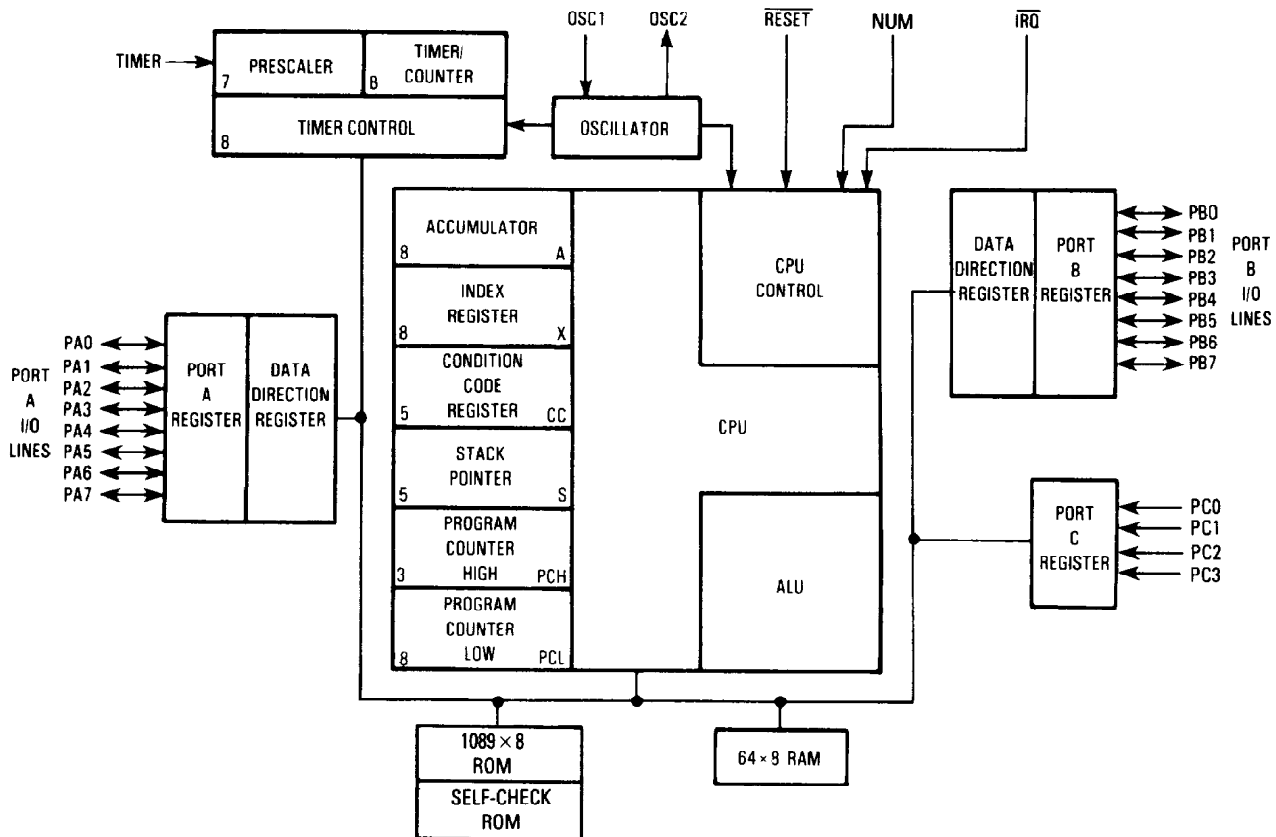 OSC1 OSC2 RESET NUM IRQ
TIMER
PRESCALER
7
TIMER/
COUNTER
B
TIMER CONTROL
8
OSCILLATOR
ACCUMULATOR
8 A
INDEX
REGISTER
8 X
CONDITION
CODE
REGISTER
5 CC
STACK
POINTER
5 S
PROGRAM
COUNTER
HIGH
3 PCH
PROGRAM
COUNTER
LOW
8 PCL
CPU
CONTROL
CPU
ALU
PORT
A
I/O
LINES
PA0
PA1
PA2
PA3
PA4
PA5
PA6
PA7
PORT
A
REGISTER
DATA
DIRECTION
REGISTER
DATA
DIRECTION
REGISTER
PORT
B
REGISTER
PB0
PB1
PB2
PB3
PB4
PB5
PB6
PB7
PORT
B
I/O
LINES
PORT
C
REGISTER
PC0
PC1
PC2
PC3
1089 × 8
ROM
SELF-CHECK
ROM
64 × 8 RAM